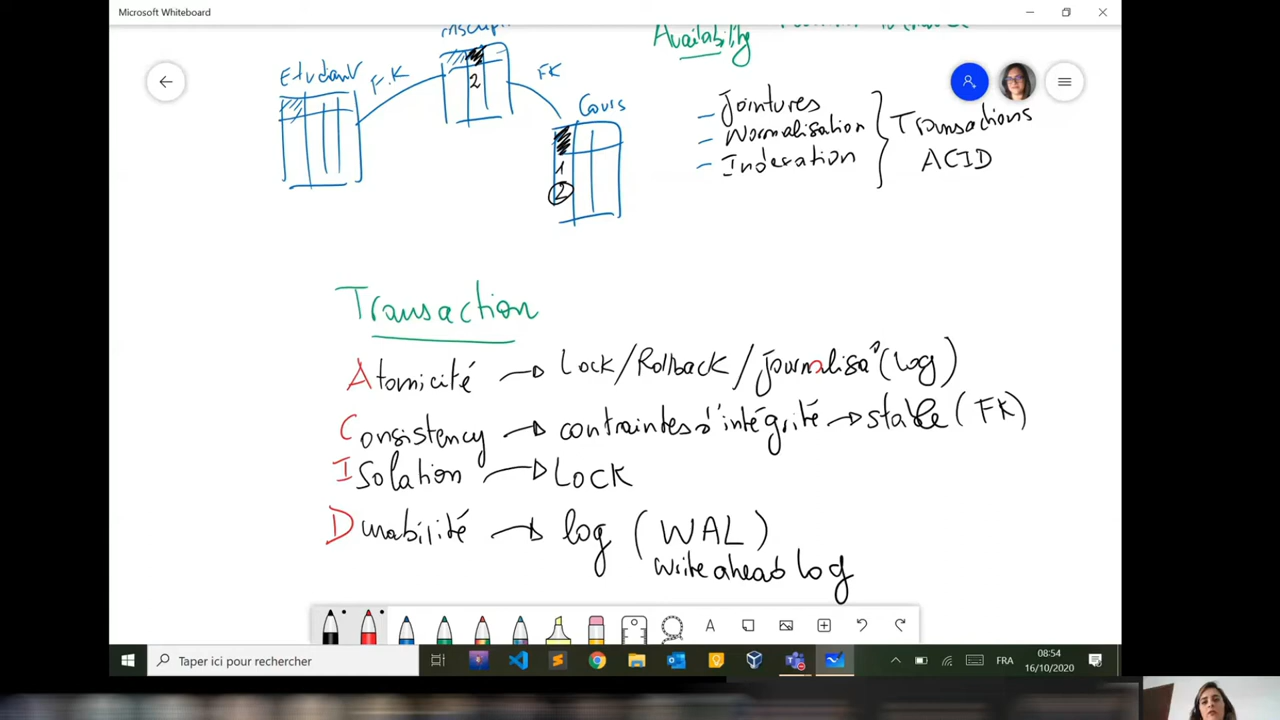 Microsoft Whiteboard
Availability
Etudiant
F.K
2
FK
Cours
1
2
- Jointures
- Normalisation
- Indexation
Transactions
ACID
Transaction
Atomicité → Lock/Rollback/journalisa°(log)
Consistency → contraintes d'intégrité → stable (FK)
Isolation → Lock
Durabilité → log (WAL)
write ahead log
Taper ici pour rechercher
FRA
08:54
16/10/2020